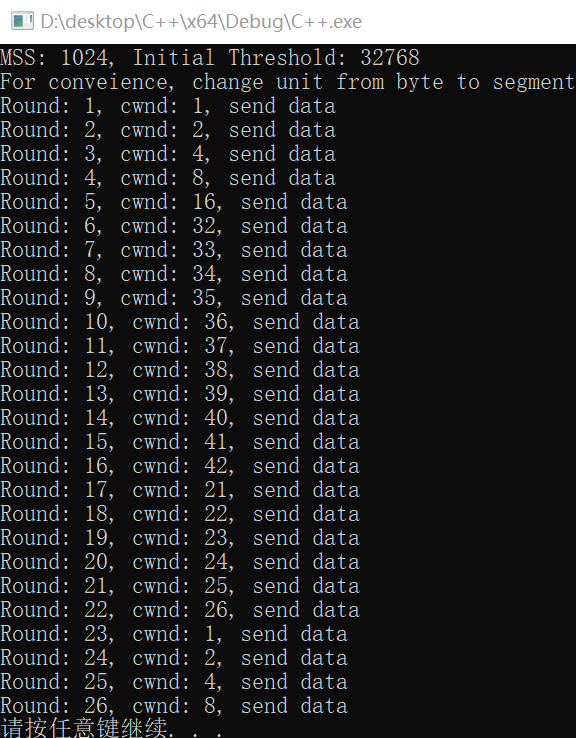 D:\desktop\C++\x64\Debug\C++.exe
MSS: 1024, Initial Threshold: 32768
For conveience, change unit from byte to segment
Round: 1, cwnd: 1, send data
Round: 2, cwnd: 2, send data
Round: 3, cwnd: 4, send data
Round: 4, cwnd: 8, send data
Round: 5, cwnd: 16, send data
Round: 6, cwnd: 32, send data
Round: 7, cwnd: 33, send data
Round: 8, cwnd: 34, send data
Round: 9, cwnd: 35, send data
Round: 10, cwnd: 36, send data
Round: 11, cwnd: 37, send data
Round: 12, cwnd: 38, send data
Round: 13, cwnd: 39, send data
Round: 14, cwnd: 40, send data
Round: 15, cwnd: 41, send data
Round: 16, cwnd: 42, send data
Round: 17, cwnd: 21, send data
Round: 18, cwnd: 22, send data
Round: 19, cwnd: 23, send data
Round: 20, cwnd: 24, send data
Round: 21, cwnd: 25, send data
Round: 22, cwnd: 26, send data
Round: 23, cwnd: 1, send data
Round: 24, cwnd: 2, send data
Round: 25, cwnd: 4, send data
Round: 26, cwnd: 8, send data
请按任意键继续. . .